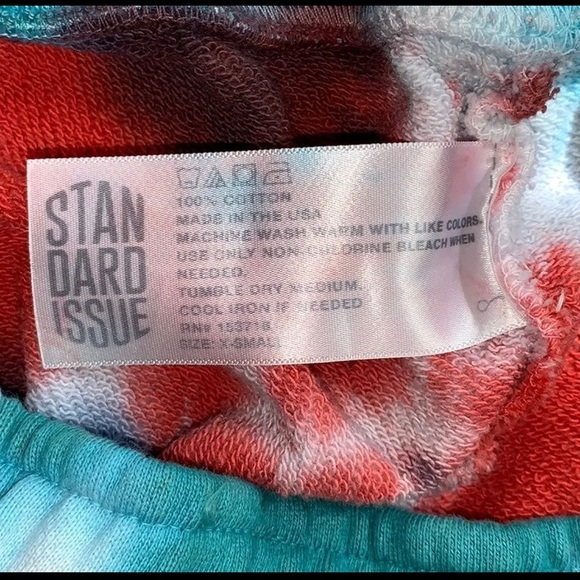 STAN
DARD
ISSUE
100% COTTON
MADE IN THE USA
MACHINE WASH WARM WITH LIKE COLORS
USE ONLY NON-CHLORINE BLEACH WHEN
NEEDED.
TUMBLE DRY MEDIUM.
COOL IRON IF NEEDED
RN# 153718
SIZE: X-SMALL